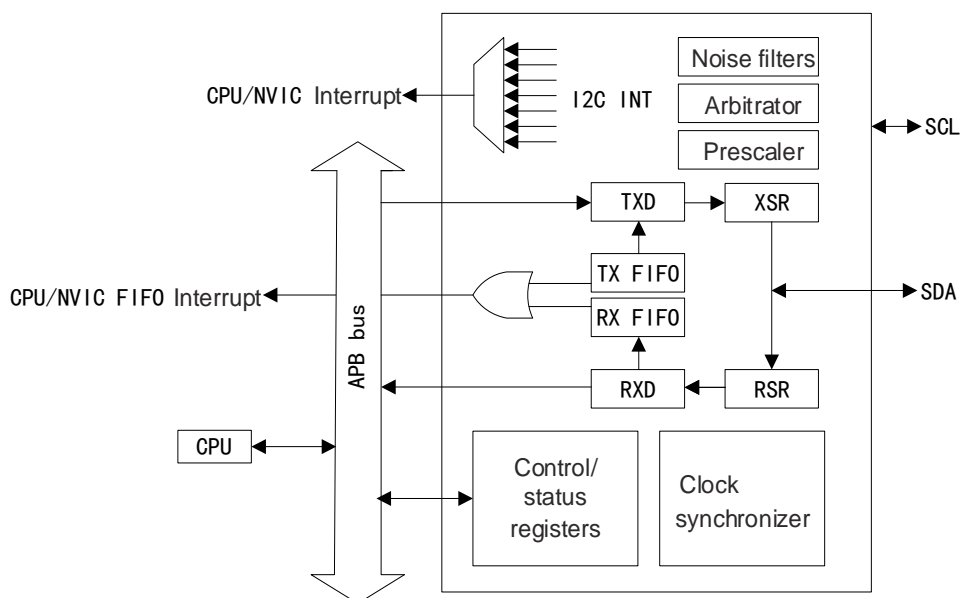 Noise filters
CPU/NVIC Interrupt
I2C INT
Arbitrator
SCL
Prescaler
TXD
XSR
TX FIFO
CPU/NVIC FIFO Interrupt
SDA
RX FIFO
APB bus
RXD
RSR
CPU
Control/
status
registers
Clock
synchronizer